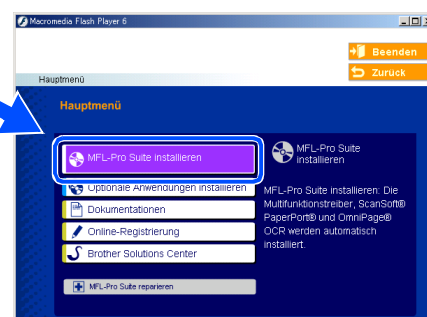 Macromedia Flash Player 6
Beenden
Zurück
Hauptmenü
Hauptmenü
MFL-Pro Suite installieren
Optionale Anwendungen installieren
Dokumentationen
Online-Registrierung
Brother Solutions Center
MFL-Pro Suite reparieren
MFL-Pro Suite
installieren
MFL-Pro Suite installieren: Die
Multifunktionstreiber, ScanSoft®
PaperPort® und OmniPage®
OCR werden automatisch
installiert.